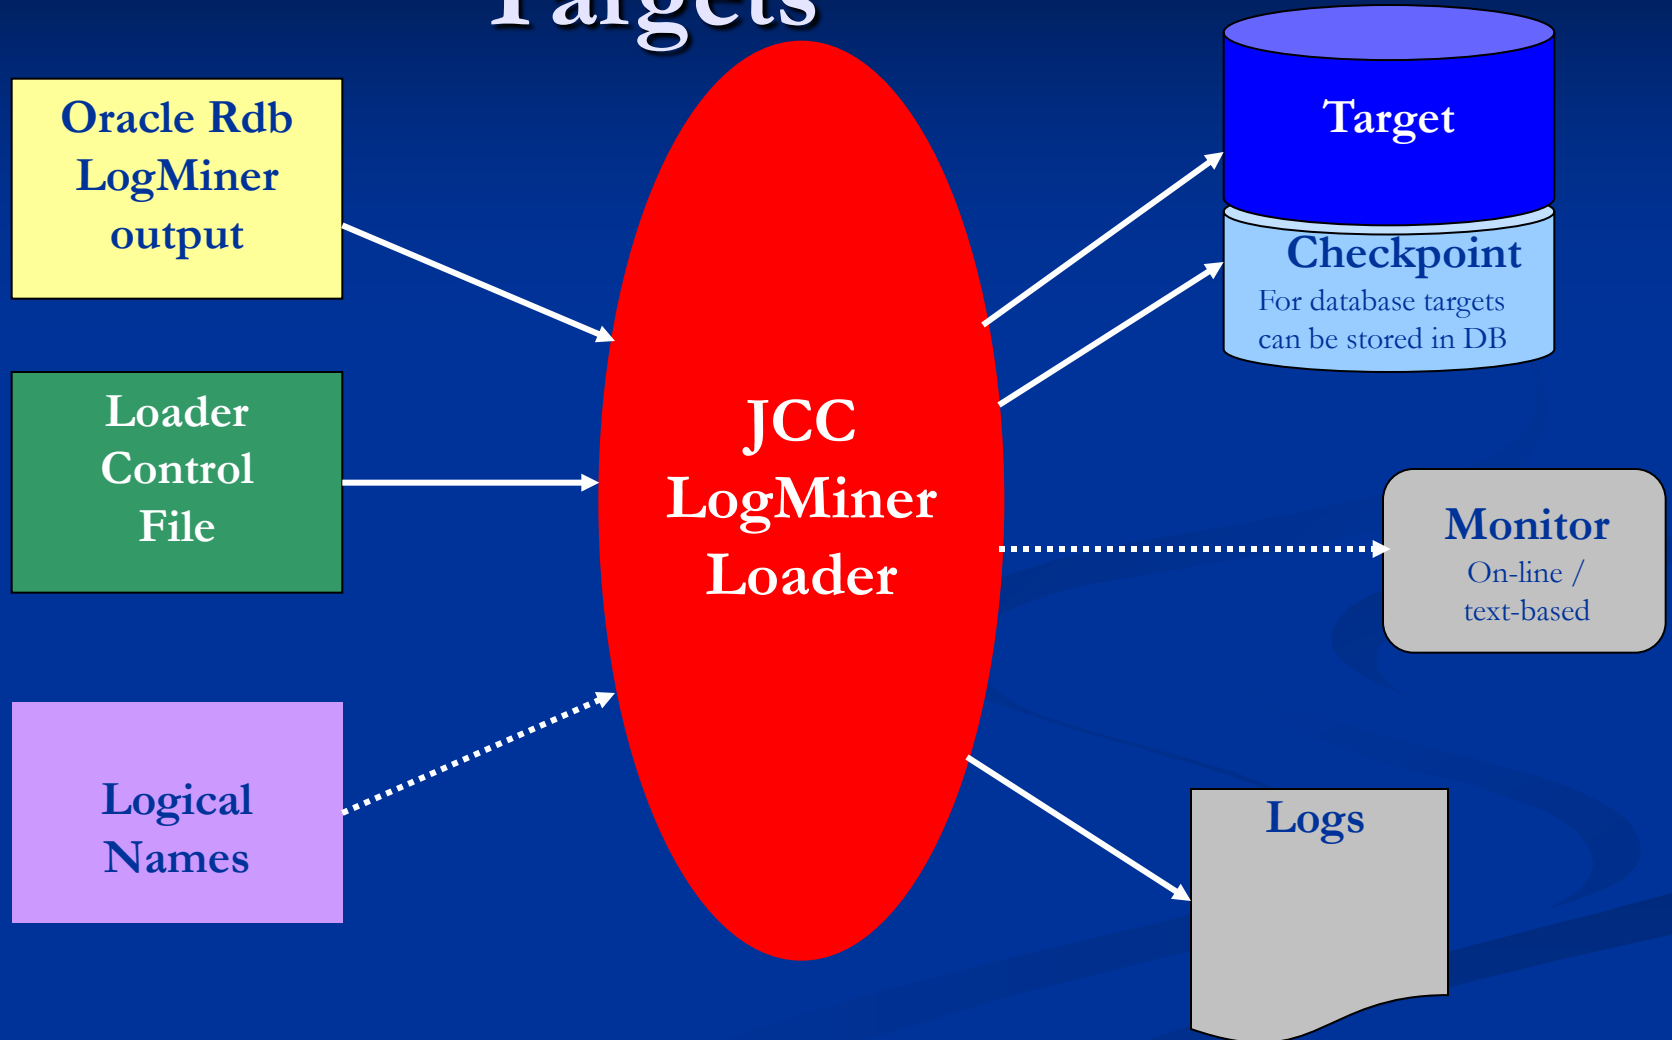 Targets
Oracle Rdb
LogMiner
output
Loader
Control
File
Logical
Names
JCC
LogMiner
Loader
Target
Checkpoint
For database targets
can be stored in DB
Monitor
On-line /
text-based
Logs